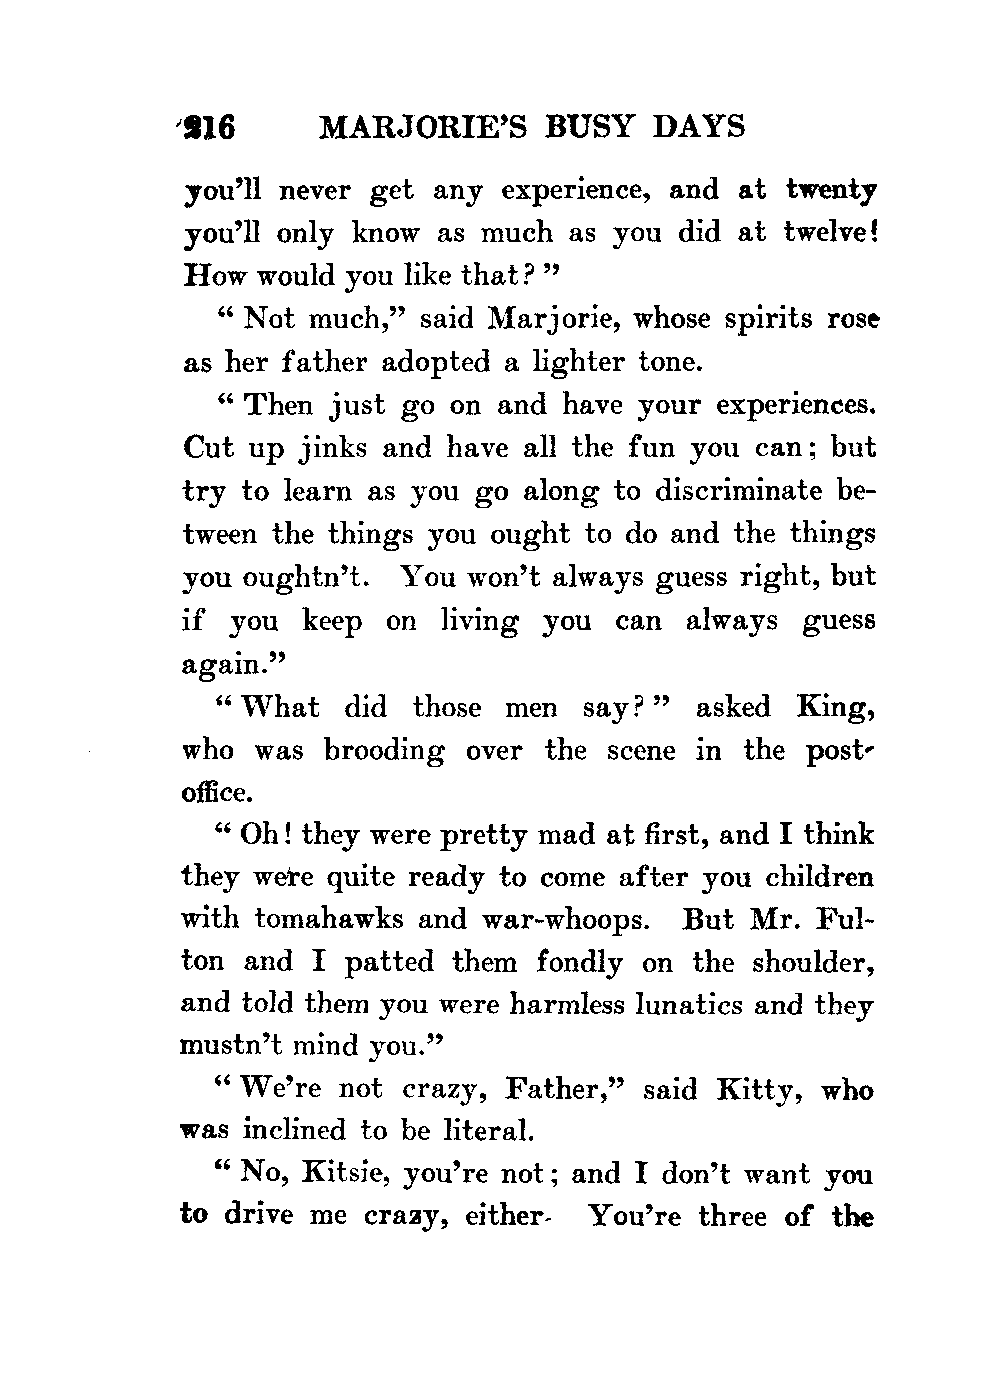 216 MARJORIE'S BUSY DAYS
you'll never get any experience, and at twenty
you'll only know as much as you did at twelve!
How would you like that?"
"Not much," said Marjorie, whose spirits rose
as her father adopted a lighter tone.
"Then just go on and have your experiences.
Cut up jinks and have all the fun you can; but
try to learn as you go along to discriminate be-
tween the things you ought to do and the things
you oughtn't. You won't always guess right, but
if you keep on living you can always guess
again."
"What did those men say?" asked King,
who was brooding over the scene in the post-
office.
"Oh! they were pretty mad at first, and I think
they were quite ready to come after you children
with tomahawks and war-whoops. But Mr. Ful-
ton and I patted them fondly on the shoulder,
and told them you were harmless lunatics and they
mustn't mind you."
"We're not crazy, Father," said Kitty, who
was inclined to be literal.
"No, Kitsie, you're not; and I don't want you
to drive me crazy, either. You're three of the